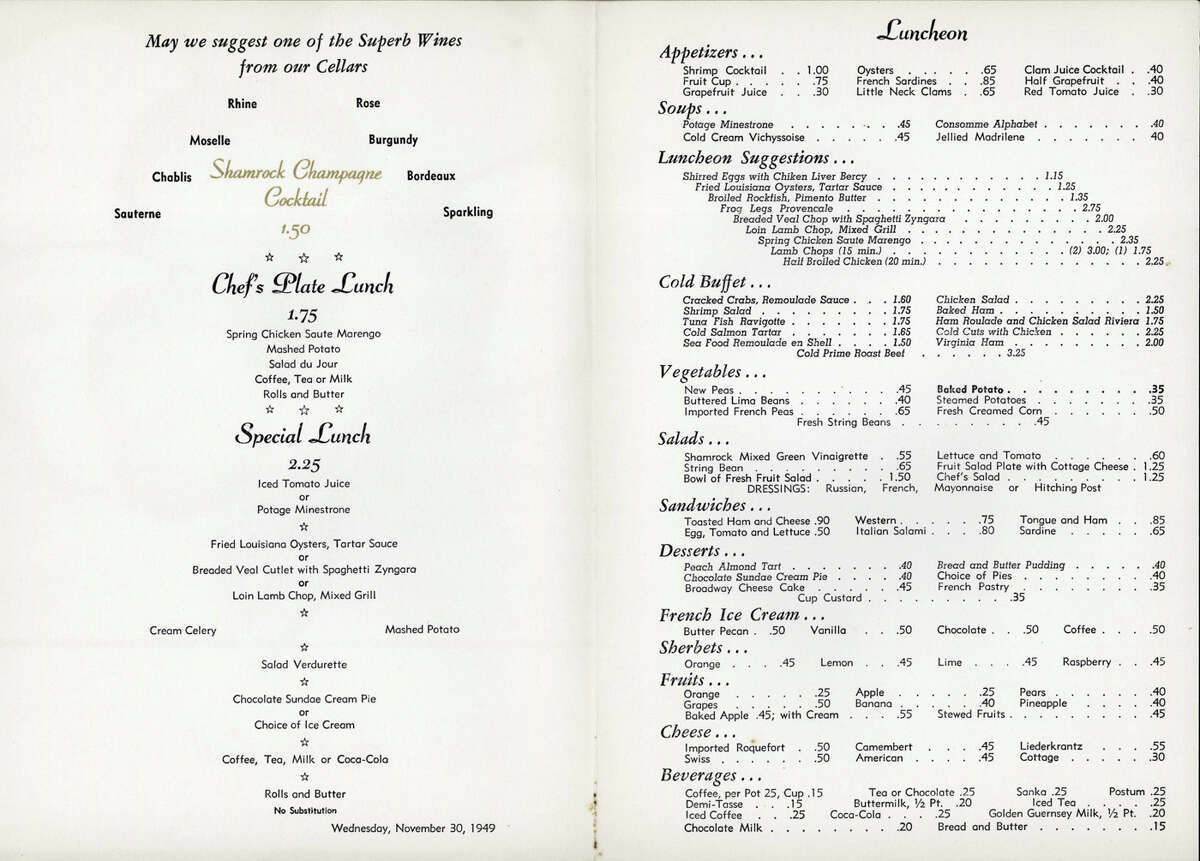 May we suggest one of the Superb Wines
from our Cellars
Rhine Rose
Moselle Burgundy
Chablis Shamrock Champagne Bordeaux
Cocktail
Sauterne Sparkling
1.50
☆ ☆ ☆
Chef's Plate Lunch
1.75
Spring Chicken Saute Marengo
Mashed Potato
Salad du Jour
Coffee, Tea or Milk
Rolls and Butter
☆ ☆ ☆
Special Lunch
2.25
Iced Tomato Juice
or
Potage Minestrone
☆
Fried Louisiana Oysters, Tartar Sauce
or
Breaded Veal Cutlet with Spaghetti Zyngara
or
Loin Lamb Chop, Mixed Grill
☆
Cream Celery Mashed Potato
☆
Salad Verdurette
☆
Chocolate Sundae Cream Pie
or
Choice of Ice Cream
☆
Coffee, Tea, Milk or Coca-Cola
☆
Rolls and Butter
No Substitution
Wednesday, November 30, 1949
Luncheon
Appetizers . . .
Shrimp Cocktail . . 1.00 Oysters . . . . . .65 Clam Juice Cocktail . .40
Fruit Cup . . . . . .75 French Sardines . . .85 Half Grapefruit . . .40
Grapefruit Juice . . .30 Little Neck Clams . .65 Red Tomato Juice . .30
Soups . . .
Potage Minestrone . . . . . . . .45 Consomme Alphabet . . . . . . . .40
Cold Cream Vichyssoise . . . . . .45 Jellied Madrilene . . . . . . . 40
Luncheon Suggestions . . .
Shirred Eggs with Chiken Liver Bercy . . . . . . . . . . . . 1.15
Fried Louisiana Oysters, Tartar Sauce . . . . . . . . . . . . 1.25
Broiled Rockfish, Pimento Butter . . . . . . . . . . . . . 1.35
Frog Legs Provencale . . . . . . . . . . . . . . . . 2.75
Breaded Veal Chop with Spaghetti Zyngara . . . . . . . . . . 2.00
Loin Lamb Chop, Mixed Grill . . . . . . . . . . . . . . 2.25
Spring Chicken Saute Marengo . . . . . . . . . . . . . . 2.35
Lamb Chops (15 min.) . . . . . . . . . . . (2) 3.00; (1) 1.75
Half Broiled Chicken (20 min.) . . . . . . . . . . . . . . 2.25
Cold Buffet . . .
Cracked Crabs, Remoulade Sauce . . . 1.60 Chicken Salad . . . . . . . . . 2.25
Shrimp Salad . . . . . . . . . 1.75 Baked Ham . . . . . . . . . . 1.50
Tuna Fish Ravigotte . . . . . . . 1.75 Ham Roulade and Chicken Salad Riviera 1.75
Cold Salmon Tartar . . . . . . . 1.65 Cold Cuts with Chicken . . . . . . 2.25
Sea Food Remoulade en Shell . . . . 1.50 Virginia Ham . . . . . . . . . 2.00
Cold Prime Roast Beef . . . . . . 3.25
Vegetables . . .
New Peas . . . . . . . . . . .45 Baked Potato . . . . . . . . . .35
Buttered Lima Beans . . . . . . .40 Steamed Potatoes . . . . . . . . .35
Imported French Peas . . . . . . .65 Fresh Creamed Corn . . . . . . . .50
Fresh String Beans . . . . . . . . .45
Salads . . .
Shamrock Mixed Green Vinaigrette . .55 Lettuce and Tomato . . . . . . . .60
String Bean . . . . . . . . . .65 Fruit Salad Plate with Cottage Cheese . 1.25
Bowl of Fresh Fruit Salad . . . . . 1.50 Chef's Salad . . . . . . . . . 1.25
DRESSINGS: Russian, French, Mayonnaise or Hitching Post
Sandwiches . . .
Toasted Ham and Cheese .90 Western . . . . . .75 Tongue and Ham . . .85
Egg, Tomato and Lettuce .50 Italian Salami . . . .80 Sardine . . . . . .65
Desserts . . .
Peach Almond Tart . . . . . . . .40 Bread and Butter Pudding . . . . . .40
Chocolate Sundae Cream Pie . . . . .40 Choice of Pies . . . . . . . . . .40
Broadway Cheese Cake . . . . . .45 French Pastry . . . . . . . . . .35
Cup Custard . . . . . . . . . .35
French Ice Cream . . .
Butter Pecan . .50 Vanilla . . .50 Chocolate . . .50 Coffee . . . .50
Sherbets . . .
Orange . . . .45 Lemon . . .45 Lime . . . .45 Raspberry . . .45
Fruits . . .
Orange . . . . . .25 Apple . . . . . .25 Pears . . . . . . .40
Grapes . . . . . .50 Banana . . . . . .40 Pineapple . . . . . .40
Baked Apple .45; with Cream . . . .55 Stewed Fruits . . . . . . . . . .45
Cheese . . .
Imported Roquefort . .50 Camembert . . . .45 Liederkrantz . . . .55
Swiss . . . . . . .50 American . . . . .45 Cottage . . . . . .30
Beverages . . .
Coffee, per Pot 25, Cup .15 Tea or Chocolate .25 Sanka .25 Postum .25
Demi-Tasse . . .15 Buttermilk, ½ Pt. .20 Iced Tea . . . . .25
Iced Coffee . . .25 Coca-Cola . . . .25 Golden Guernsey Milk, ½ Pt. .20
Chocolate Milk . . . . . . . . .20 Bread and Butter . . . . . . . .15